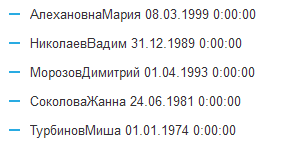 АлехановнаМария 08.03.1999 0:00:00
НиколаевВадим 31.12.1989 0:00:00
МорозовДимитрий 01.04.1993 0:00:00
СоколоваЖанна 24.06.1981 0:00:00
ТурбиновМиша 01.01.1974 0:00:00